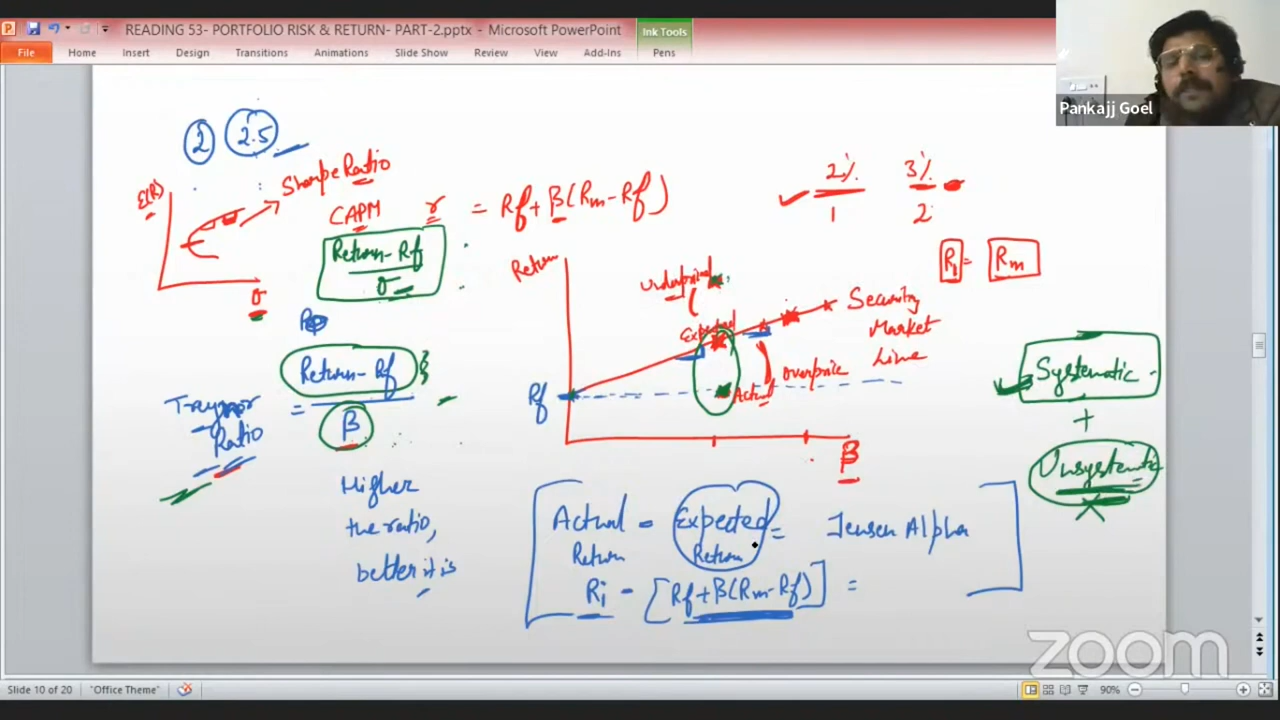 READING 53- PORTFOLIO RISK & RETURN- PART-2.pptx - Microsoft PowerPoint
Ink Tools
File Home Insert Design Transitions Animations Slide Show Review View Add-Ins Pens
Pankajj Goel
2 2.5
E(R)
Sharpe Ratio
σ
CAPM r = Rf + β(Rm - Rf)
Return - Rf
σ
2% 3%
1 2
Ri = Rm
Return
Underpriced
Expected
Security
Market
Line
Actual
Overprice
Rf
β
Return - Rf
Treynor
Ratio
=
β
Higher
the ratio,
better it is
Systematic
+
Unsystematic
Actual - Expected = Jensen Alpha
Return Return
Ri - [Rf + β(Rm - Rf)] =
zoom
Slide 10 of 20 "Office Theme" 90%